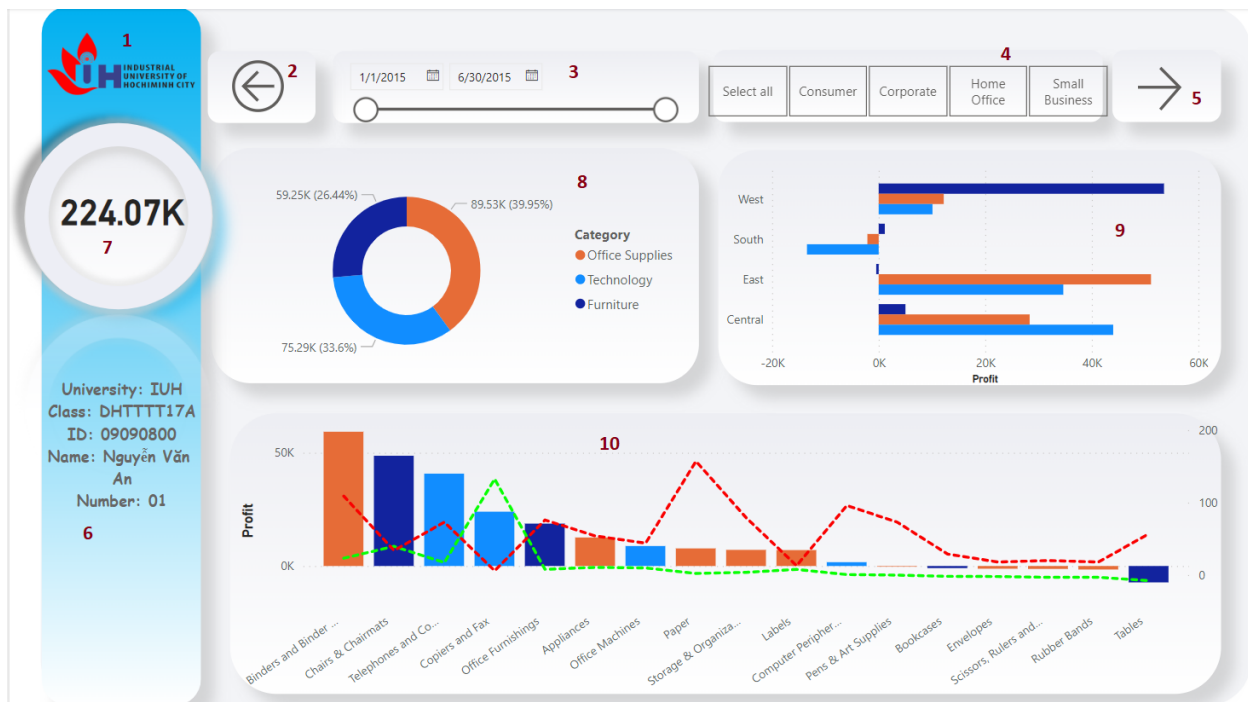 1
INDUSTRIAL
UNIVERSITY OF
HOCHIMINH CITY
IUH
2
1/1/2015
6/30/2015
3
4
Select all
Consumer
Corporate
Home
Office
Small
Business
5
224.07K
7
8
59.25K (26.44%)
89.53K (39.95%)
75.29K (33.6%)
Category
Office Supplies
Technology
Furniture
9
West
South
East
Central
-20K
0K
20K
40K
60K
Profit
University: IUH
Class: DHTTTT17A
ID: 09090800
Name: Nguyễn Văn
An
Number: 01
6
10
Profit
50K
0K
200
100
0
Binders and Binder ...
Chairs & Chairmats
Telephones and Co...
Copiers and Fax
Office Furnishings
Appliances
Office Machines
Paper
Storage & Organiza...
Labels
Computer Peripher...
Pens & Art Supplies
Bookcases
Envelopes
Scissors, Rulers and...
Rubber Bands
Tables